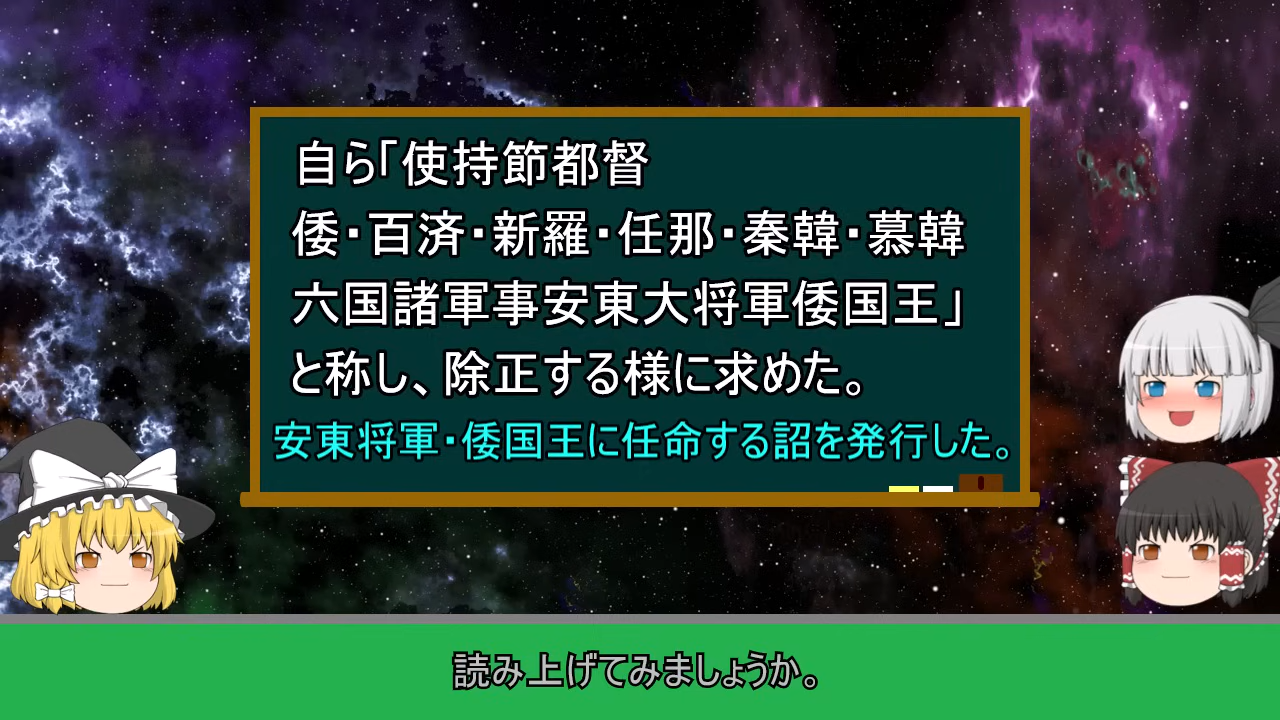 自ら「使持節都督
倭・百済・新羅・任那・秦韓・慕韓
六国諸軍事安東大将軍倭国王」
と称し、除正する様に求めた。
安東将軍・倭国王に任命する詔を発行した。
読み上げてみましょうか。